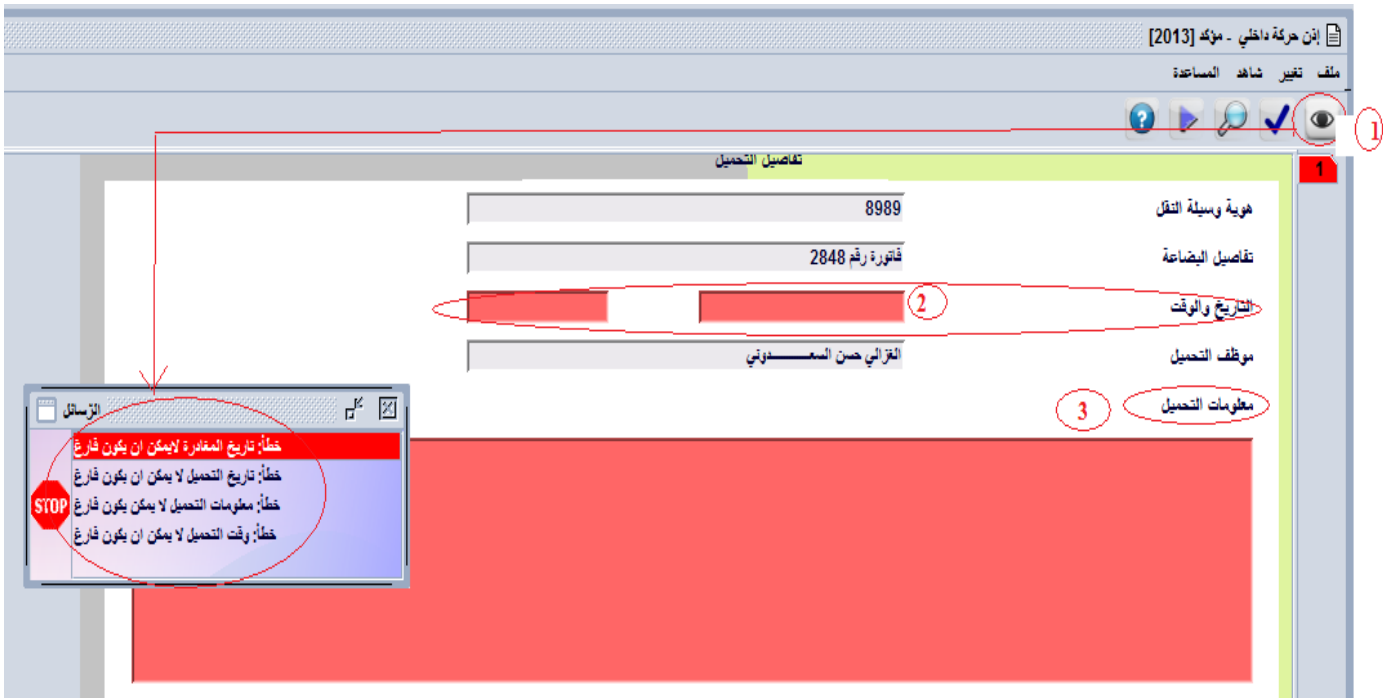 إذن حركة داخلي - مؤكد [2013]
ملف تغيير شاهد المساعدة
1
1
تفاصيل التحميل
هوية وسيلة النقل 8989
تفاصيل البضاعة فاتورة رقم 2848
التاريخ والوقت 2
موظف التحميل الغزالي حسن السعـــــــدوني
معلومات التحميل 3
الرسائل
خطأ: تاريخ المغادرة لايمكن ان يكون فارغ
خطأ: تاريخ التحميل لا يمكن ان يكون فارغ
خطأ: معلومات التحميل لا يمكن يكون فارغ
خطأ: وقت التحميل لا يمكن ان يكون فارغ
STOP